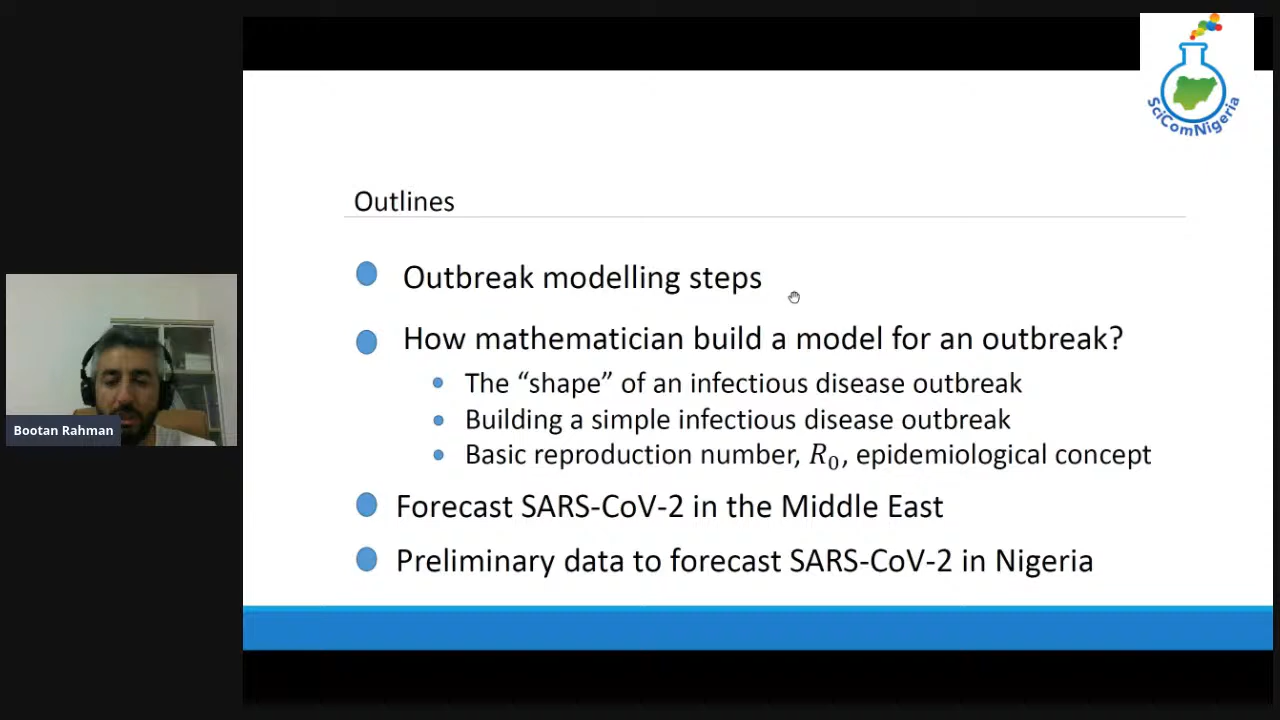 SciComNigeria
Outlines
Outbreak modelling steps
How mathematician build a model for an outbreak?
The “shape” of an infectious disease outbreak
Building a simple infectious disease outbreak
Basic reproduction number, R₀, epidemiological concept
Forecast SARS-CoV-2 in the Middle East
Preliminary data to forecast SARS-CoV-2 in Nigeria
Bootan Rahman